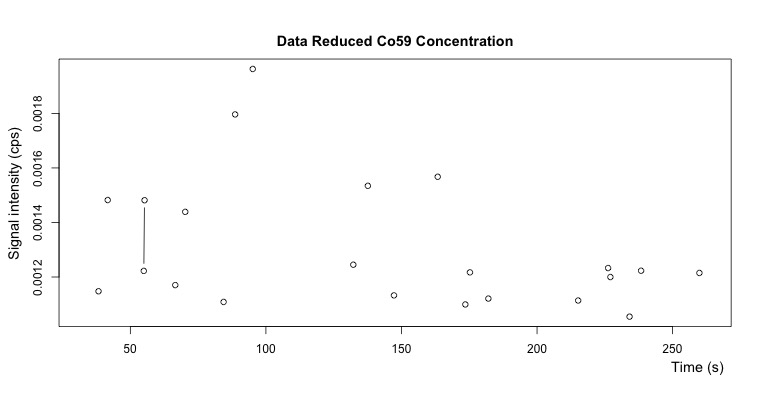 Data Reduced Co59 Concentration
Signal intensity (cps)
0.0018
0.0016
0.0014
0.0012
50 100 150 200 250
Time (s)